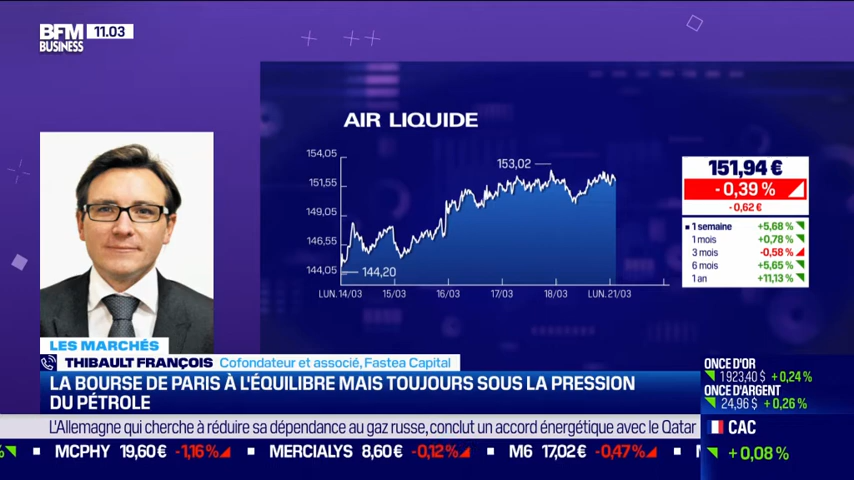 BFM
BUSINESS
11.03
AIR LIQUIDE
154,05
151,55
149,05
146,55
144,05
153,02
144,20
LUN.14/03 15/03 16/03 17/03 18/03 LUN.21/03
151,94 €
- 0,39 %
- 0,62 €
1 semaine +5,68 %
1 mois +0,78 %
3 mois -0,58 %
6 mois +5,65 %
1 an +11,13 %
LES MARCHÉS
THIBAULT FRANÇOIS Cofondateur et associé, Fastea Capital
LA BOURSE DE PARIS À L'ÉQUILIBRE MAIS TOUJOURS SOUS LA PRESSION
DU PÉTROLE
ONCE D'OR
1 923,40 $ + 0,24 %
ONCE D'ARGENT
24,96 $ + 0,26 %
L'Allemagne qui cherche à réduire sa dépendance au gaz russe, conclut un accord énergétique avec le Qatar
CAC
+ 0,08 %
% MCPHY 19,60 € -1,16 % MERCIALYS 8,60 € -0,12 % M6 17,02 € -0,47 %